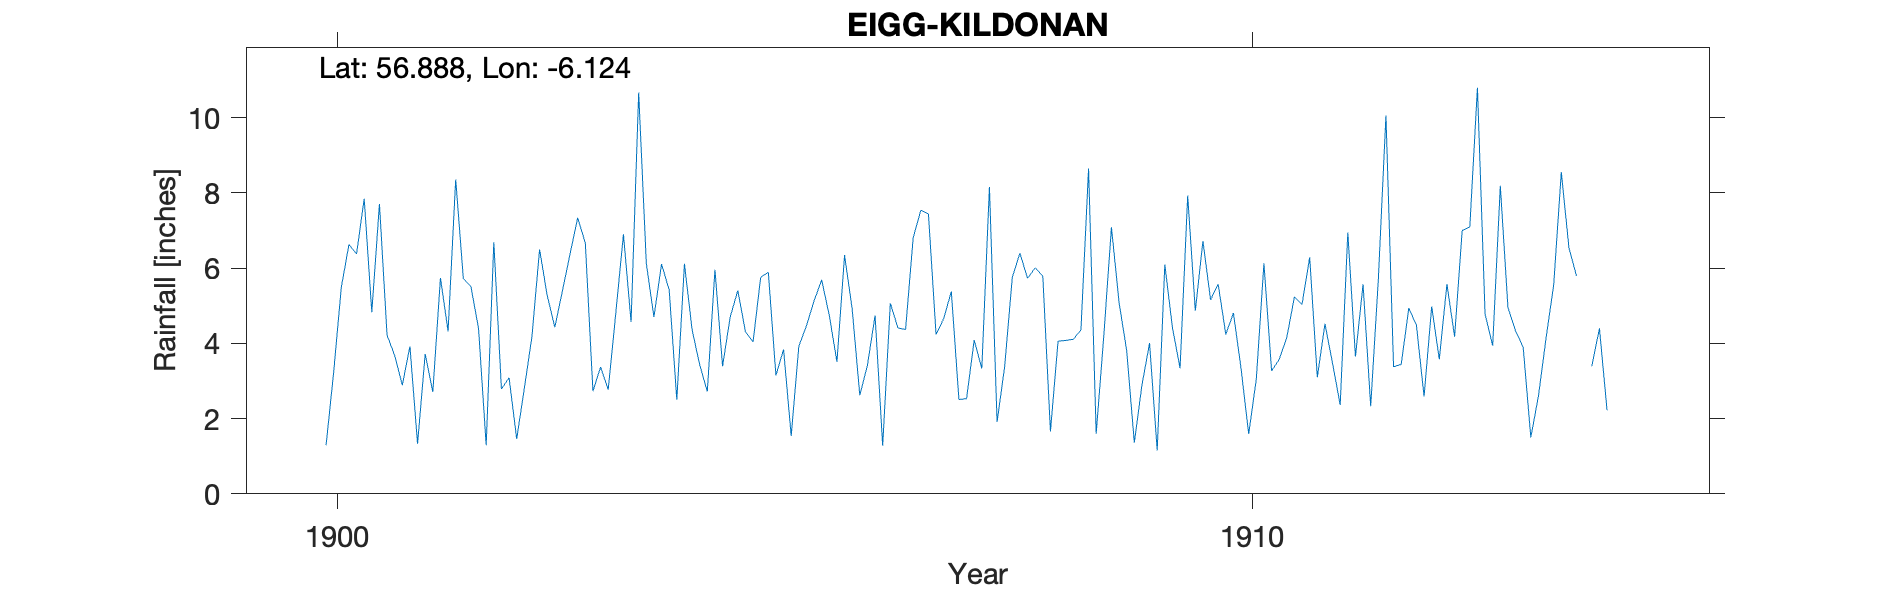 EIGG-KILDONAN
Lat: 56.888, Lon: -6.124
Rainfall [inches]
10
8
6
4
2
0
1900
1910
Year